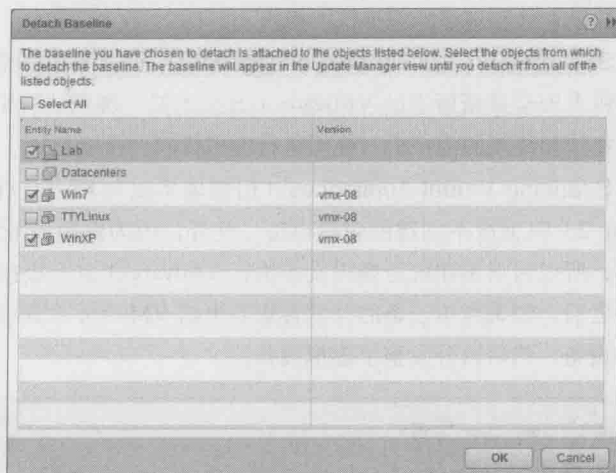 Detach Baseline
The baseline you have chosen to detach is attached to the objects listed below. Select the objects from which
to detach the baseline. The baseline will appear in the Update Manager view until you detach it from all of the
listed objects.
Select All
Entity Name Version
Lab
Datacenters
Win7 vmx-08
TTYLinux vmx-08
WinXP vmx-08
OK Cancel